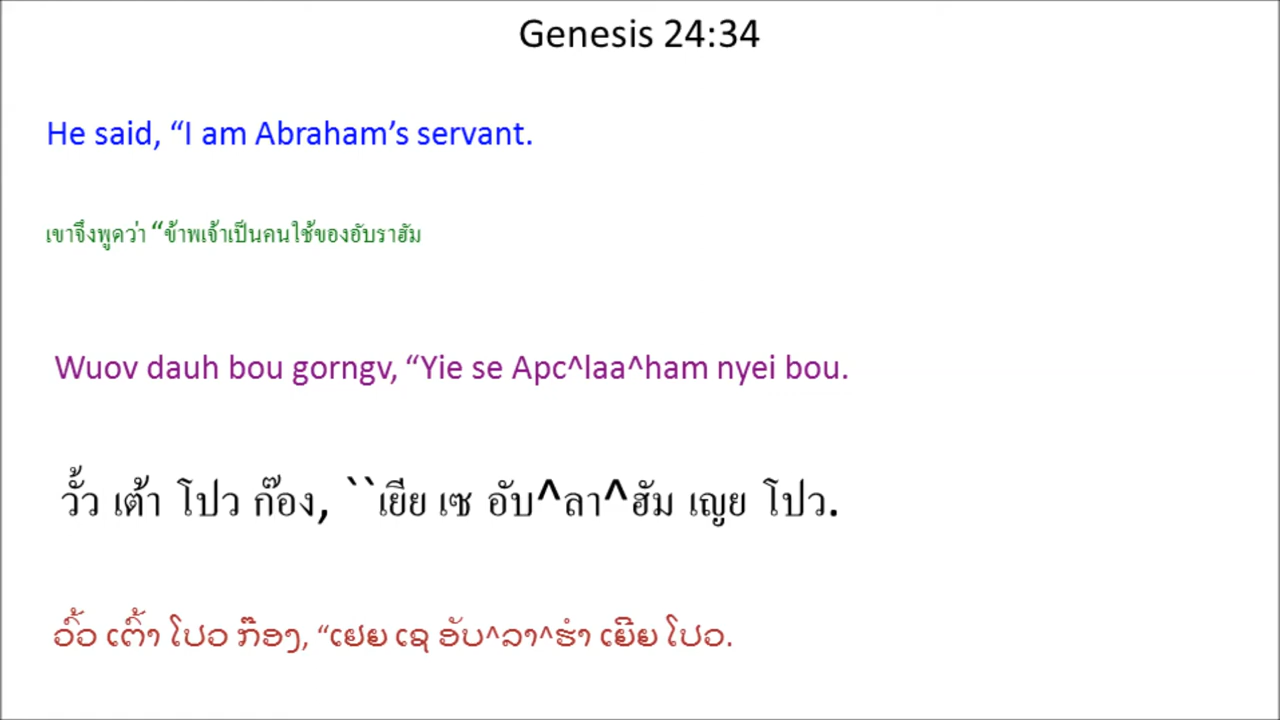 Genesis 24:34
He said, “I am Abraham’s servant.
เขาจึงพูดว่า “ข้าพเจ้าเป็นคนใช้ของอับราฮัม
Wuov dauh bou gorngv, “Yie se Apc^laa^ham nyei bou.
วั้ว เต้า โปว ก๊อง, ``เยีย เซ อับ^ลา^ฮัม เญย โปว.
ວົ້ວ ເຕົ້າ ໂປວ ກ໊ອງ, “ເຢຍ ເຊ ອັບ^ລາ^ຮຳ ເຍີຍ ໂປວ.